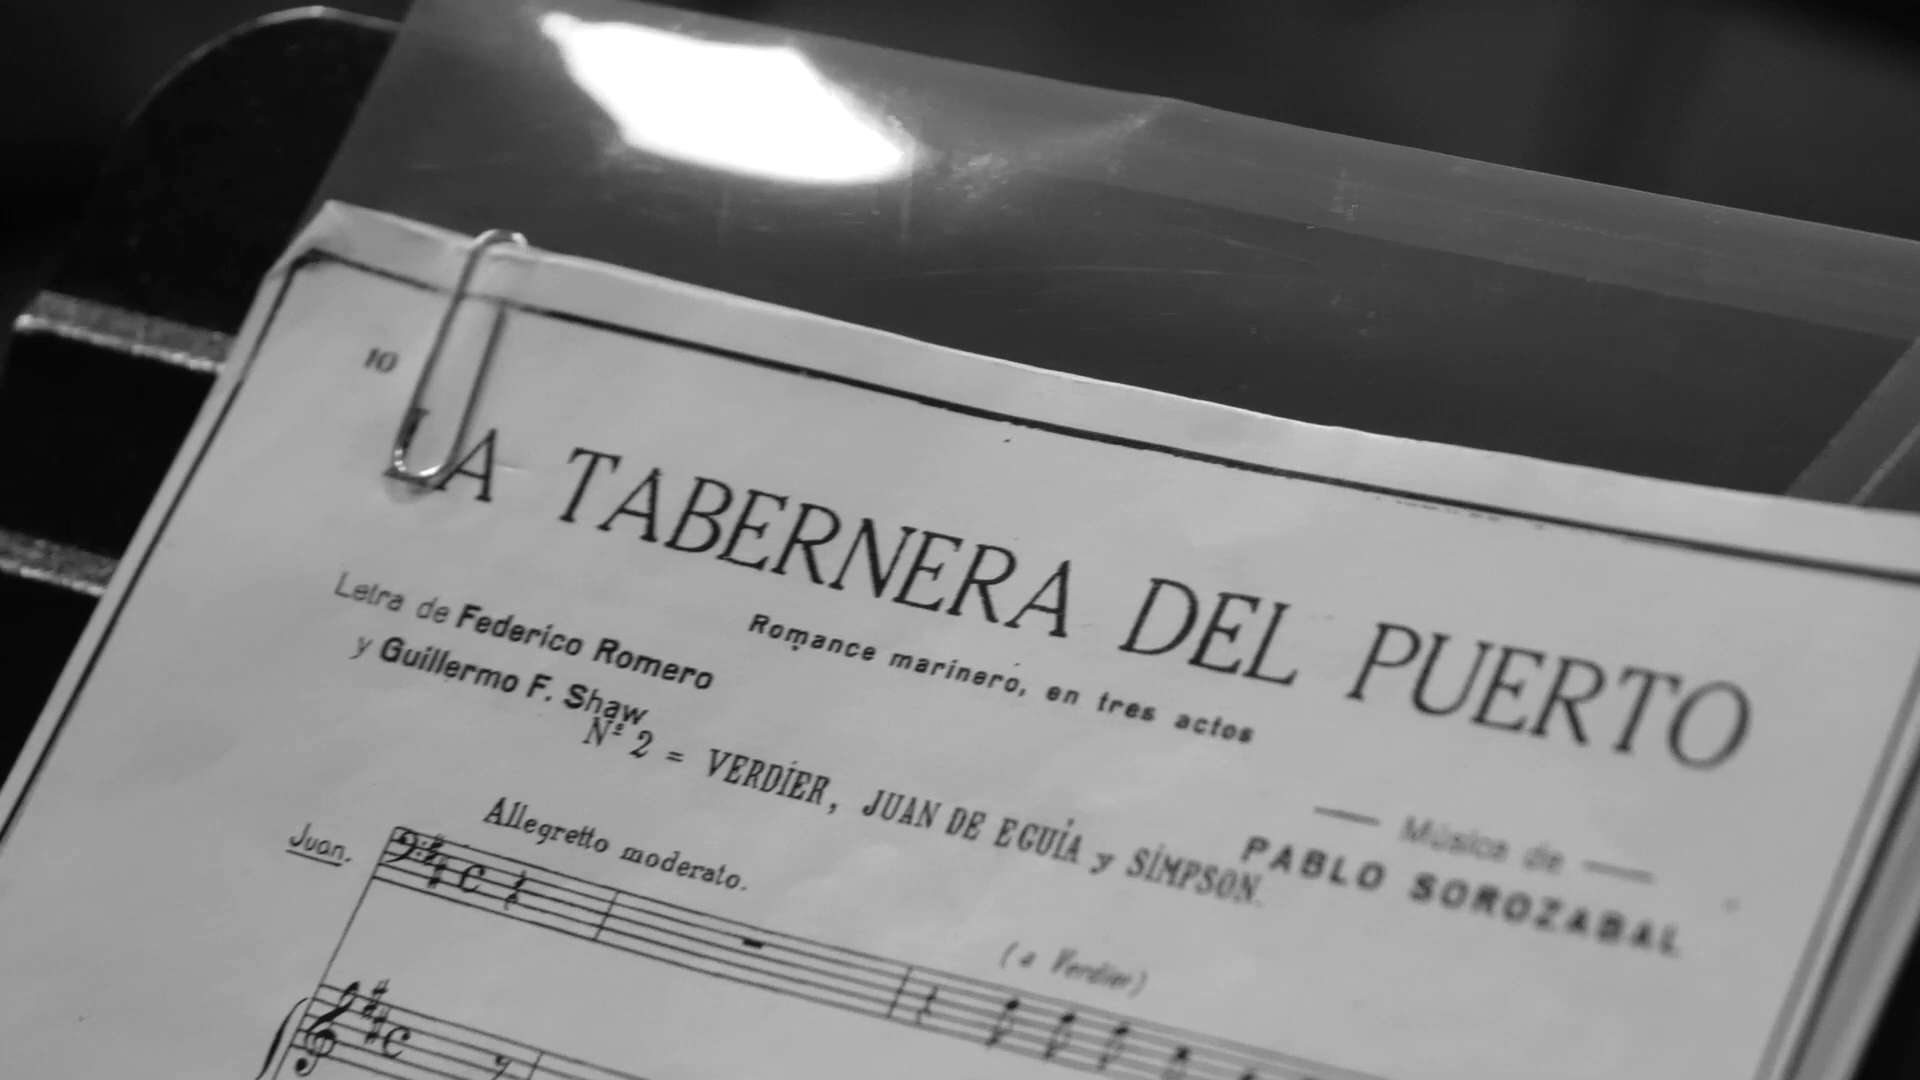 10
LA TABERNERA DEL PUERTO
Romance marinero, en tres actos
Letra de Federico Romero
y Guillermo F. Shaw
Música de
PABLO SOROZABAL
Nº 2 = VERDÍER, JUAN DE EGUÍA y SÍMPSON.
Allegretto moderato.
Juan.
(a Verdier)